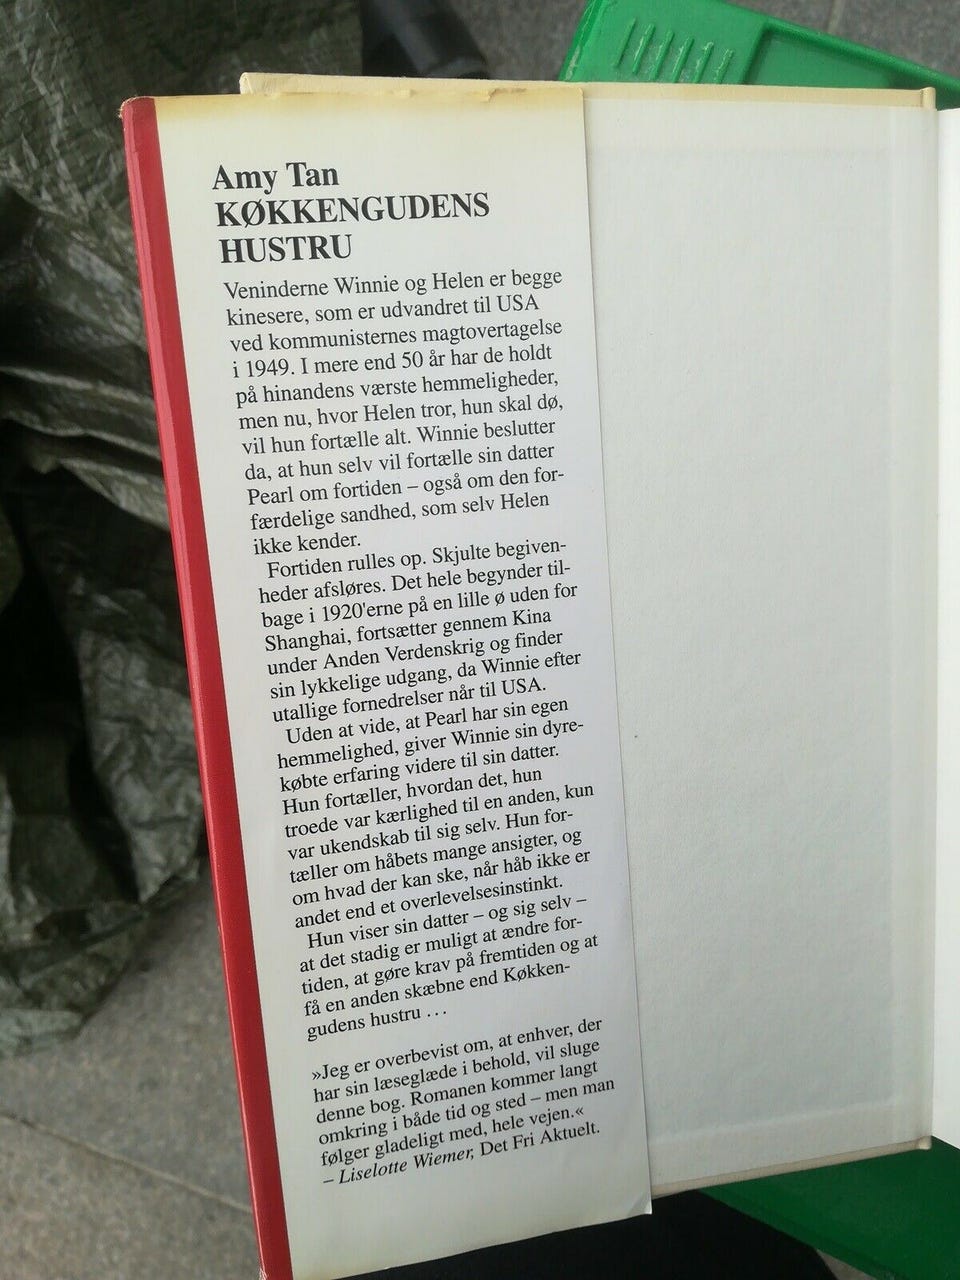 Amy Tan
KØKKENGUDENS
HUSTRU
Veninderne Winnie og Helen er begge
kinesere, som er udvandret til USA
ved kommunisternes magtovertagelse
i 1949. I mere end 50 år har de holdt
på hinandens værste hemmeligheder,
men nu, hvor Helen tror, hun skal dø,
vil hun fortælle alt. Winnie beslutter
da, at hun selv vil fortælle sin datter
Pearl om fortiden – også om den for-
færdelige sandhed, som selv Helen
ikke kender.
Fortiden rulles op. Skjulte begiven-
heder afsløres. Det hele begynder til-
bage i 1920'erne på en lille ø uden for
Shanghai, fortsætter gennem Kina
under Anden Verdenskrig og finder
sin lykkelige udgang, da Winnie efter
utallige fornedrelser når til USA.
Uden at vide, at Pearl har sin egen
hemmelighed, giver Winnie sin dyre-
købte erfaring videre til sin datter.
Hun fortæller, hvordan det, hun
troede var kærlighed til en anden, kun
var ukendskab til sig selv. Hun for-
tæller om håbets mange ansigter, og
om hvad der kan ske, når håb ikke er
andet end et overlevelsesinstinkt.
Hun viser sin datter – og sig selv –
at det stadig er muligt at ændre for-
tiden, at gøre krav på fremtiden og at
få en anden skæbne end Køkken-
gudens hustru ...
»Jeg er overbevist om, at enhver, der
har sin læseglæde i behold, vil sluge
denne bog. Romanen kommer langt
omkring i både tid og sted – men man
følger gladeligt med, hele vejen.«
– Liselotte Wiemer, Det Fri Aktuelt.